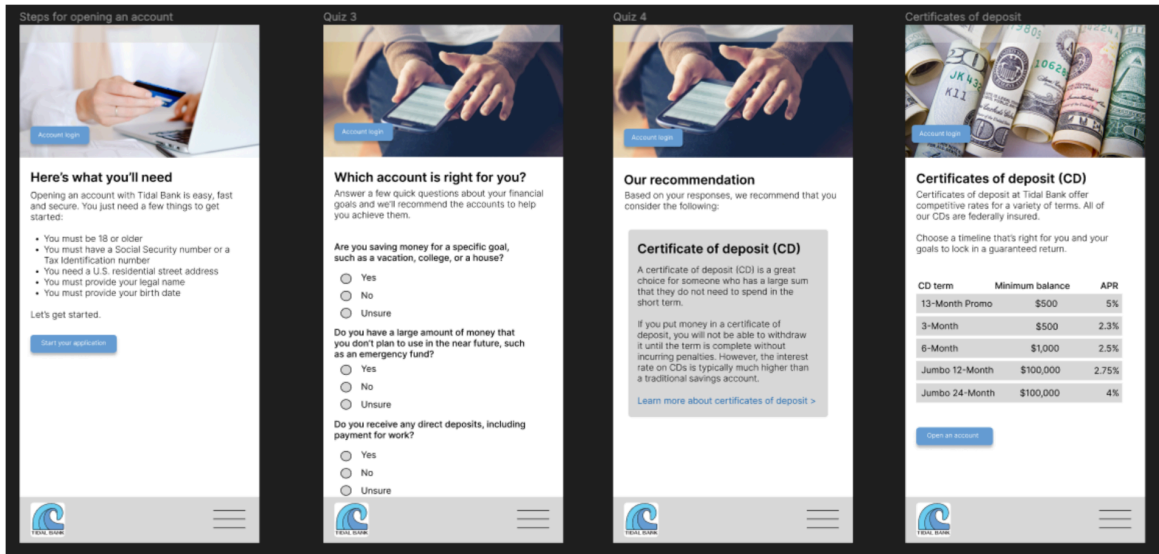 Steps for opening an account
Account login
Here's what you'll need
Opening an account with Tidal Bank is easy, fast
and secure. You just need a few things to get
started:
• You must be 18 or older
• You must have a Social Security number or a
Tax Identification number
• You need a U.S. residential street address
• You must provide your legal name
• You must provide your birth date
Let's get started.
Start your application
TIDAL BANK
Quiz 3
Account login
Which account is right for you?
Answer a few quick questions about your financial
goals and we'll recommend the accounts to help
you achieve them.
Are you saving money for a specific goal,
such as a vacation, college, or a house?
Yes
No
Unsure
Do you have a large amount of money that
you don't plan to use in the near future, such
as an emergency fund?
Yes
No
Unsure
Do you receive any direct deposits, including
payment for work?
Yes
No
Unsure
TIDAL BANK
Quiz 4
Account login
Our recommendation
Based on your responses, we recommend that you
consider the following:
Certificate of deposit (CD)
A certificate of deposit (CD) is a great
choice for someone who has a large sum
that they do not need to spend in the
short term.
If you put money in a certificate of
deposit, you will not be able to withdraw
it until the term is complete without
incurring penalties. However, the interest
rate on CDs is typically much higher than
a traditional savings account.
Learn more about certificates of deposit >
TIDAL BANK
Certificates of deposit
20
JK43
K11
1062
Account login
Certificates of deposit (CD)
Certificates of deposit at Tidal Bank offer
competitive rates for a variety of terms. All of
our CDs are federally insured.
Choose a timeline that's right for you and your
goals to lock in a guaranteed return.
CD term Minimum balance APR
13-Month Promo $500 5%
3-Month $500 2.3%
6-Month $1,000 2.5%
Jumbo 12-Month $100,000 2.75%
Jumbo 24-Month $100,000 4%
Open an account
TIDAL BANK